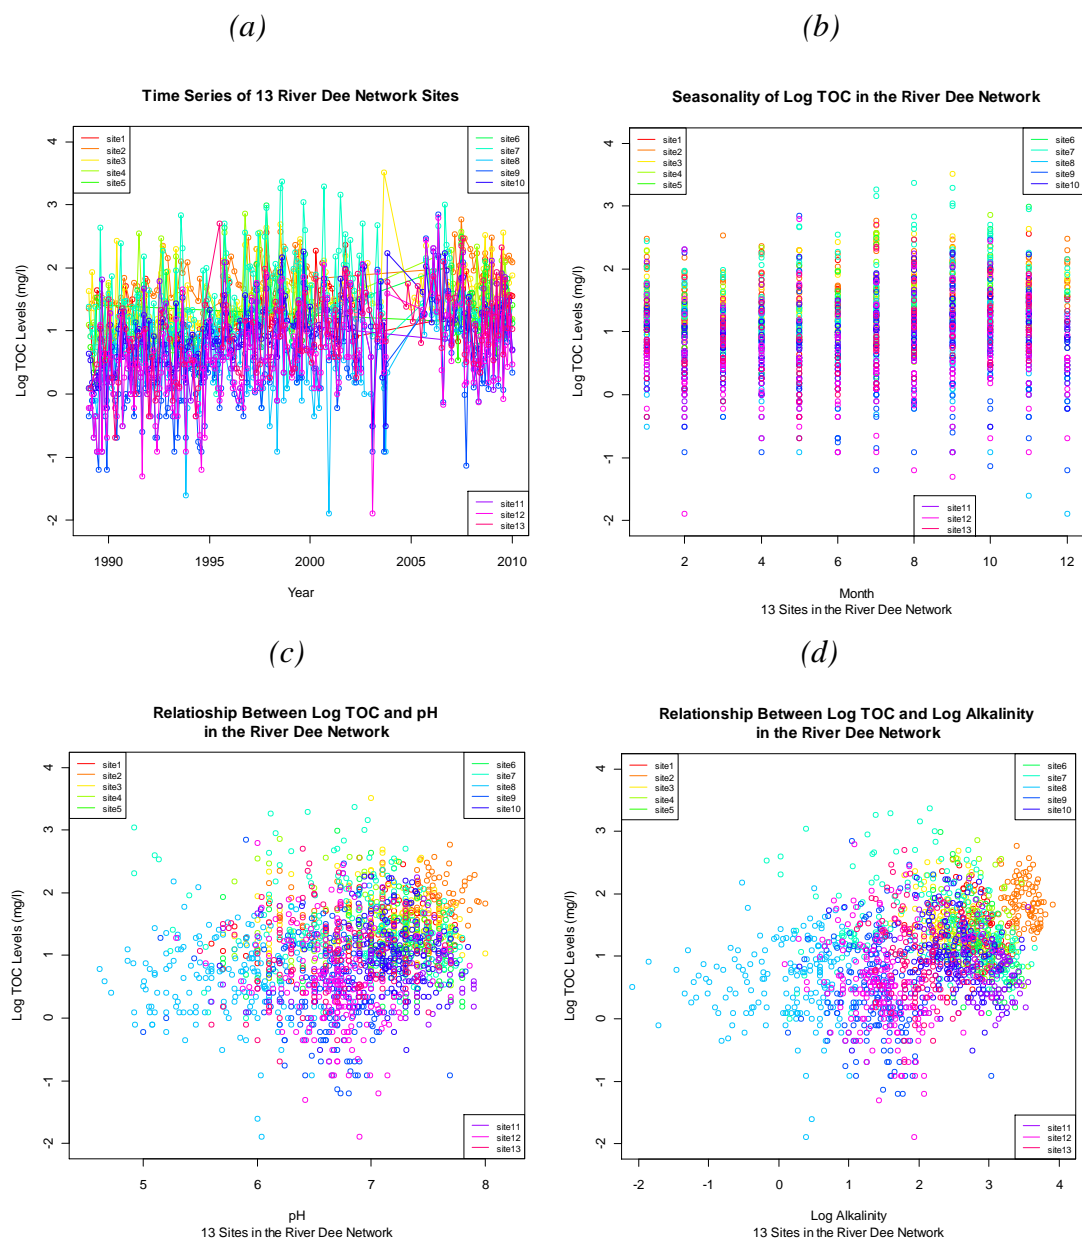 (a)
Time Series of 13 River Dee Network Sites
site1
site2
site3
site4
site5
site6
site7
site8
site9
site10
site11
site12
site13
Log TOC Levels (mg/l)
-2
-1
0
1
2
3
4
1990
1995
2000
2005
2010
Year
(b)
Seasonality of Log TOC in the River Dee Network
site1
site2
site3
site4
site5
site6
site7
site8
site9
site10
site11
site12
site13
Log TOC Levels (mg/l)
-2
-1
0
1
2
3
4
2
4
6
8
10
12
Month
13 Sites in the River Dee Network
(c)
Relatioship Between Log TOC and pH
in the River Dee Network
site1
site2
site3
site4
site5
site6
site7
site8
site9
site10
site11
site12
site13
Log TOC Levels (mg/l)
-2
-1
0
1
2
3
4
5
6
7
8
pH
13 Sites in the River Dee Network
(d)
Relationship Between Log TOC and Log Alkalinity
in the River Dee Network
site1
site2
site3
site4
site5
site6
site7
site8
site9
site10
site11
site12
site13
Log TOC Levels (mg/l)
-2
-1
0
1
2
3
4
-2
-1
0
1
2
3
4
Log Alkalinity
13 Sites in the River Dee Network